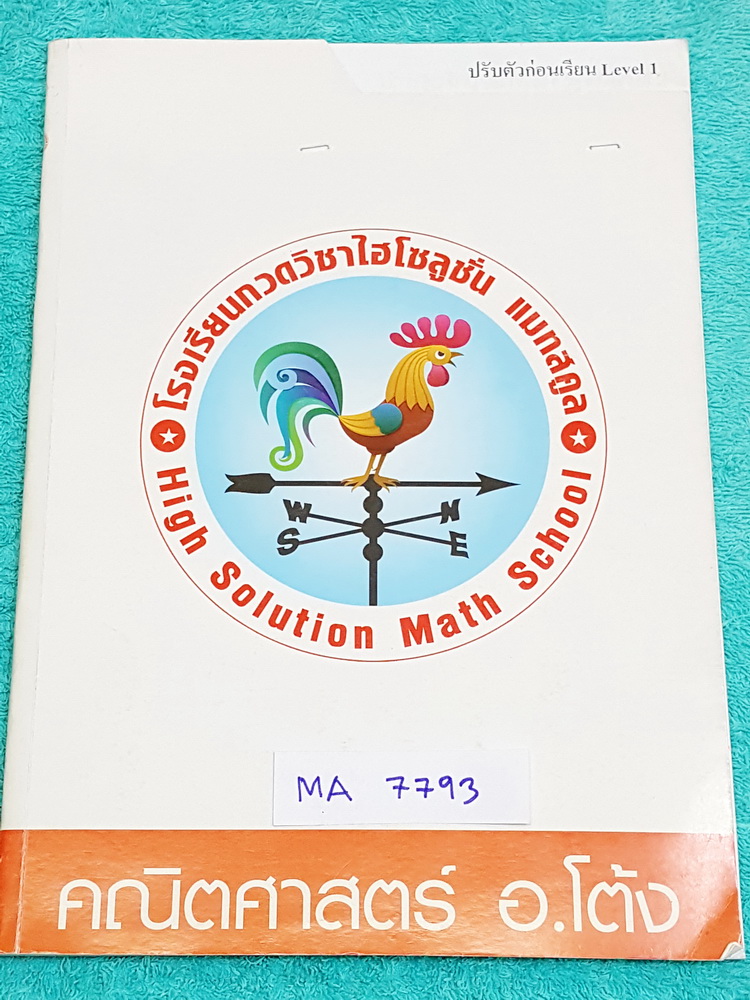 ปรับตัวก่อนเรียน Level 1
โรงเรียนกวดวิชาไฮโซลูชั่น แมทส์คูล
W N
S E
High Solution Math School
MA 7793
คณิตศาสตร์ อ.โต้ง